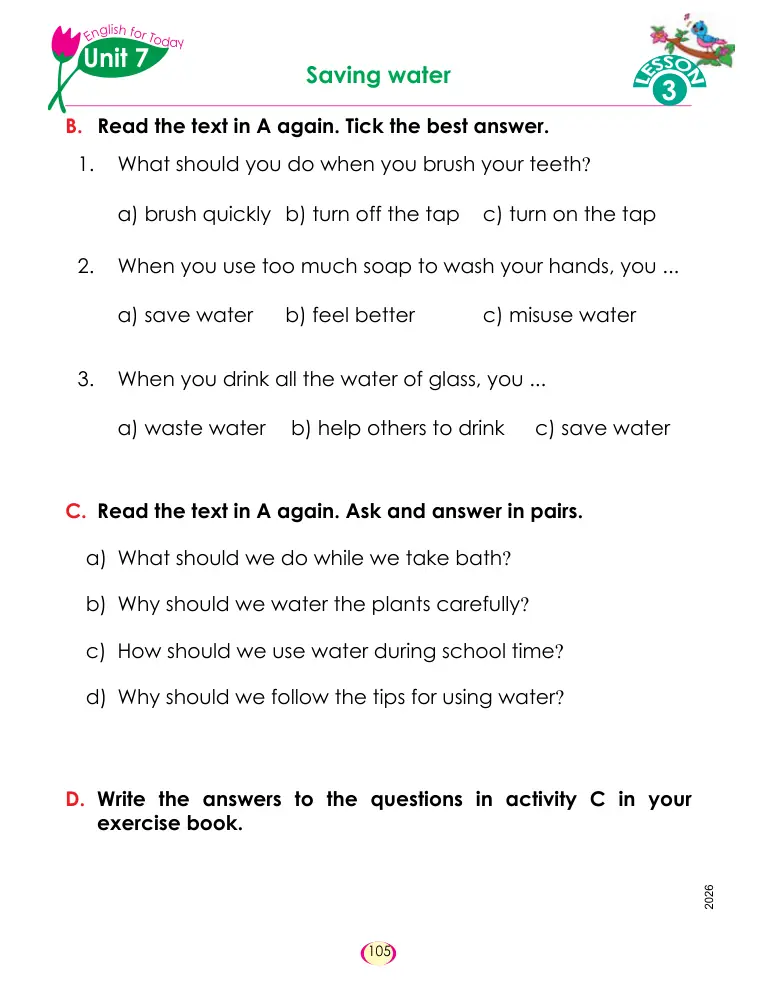 English for Today
Unit 7
Saving water
LESSON
3
B. Read the text in A again. Tick the best answer.
1. What should you do when you brush your teeth?
a) brush quickly b) turn off the tap c) turn on the tap
2. When you use too much soap to wash your hands, you ...
a) save water b) feel better c) misuse water
3. When you drink all the water of glass, you ...
a) waste water b) help others to drink c) save water
C. Read the text in A again. Ask and answer in pairs.
a) What should we do while we take bath?
b) Why should we water the plants carefully?
c) How should we use water during school time?
d) Why should we follow the tips for using water?
D. Write the answers to the questions in activity C in your
exercise book.
2026
105